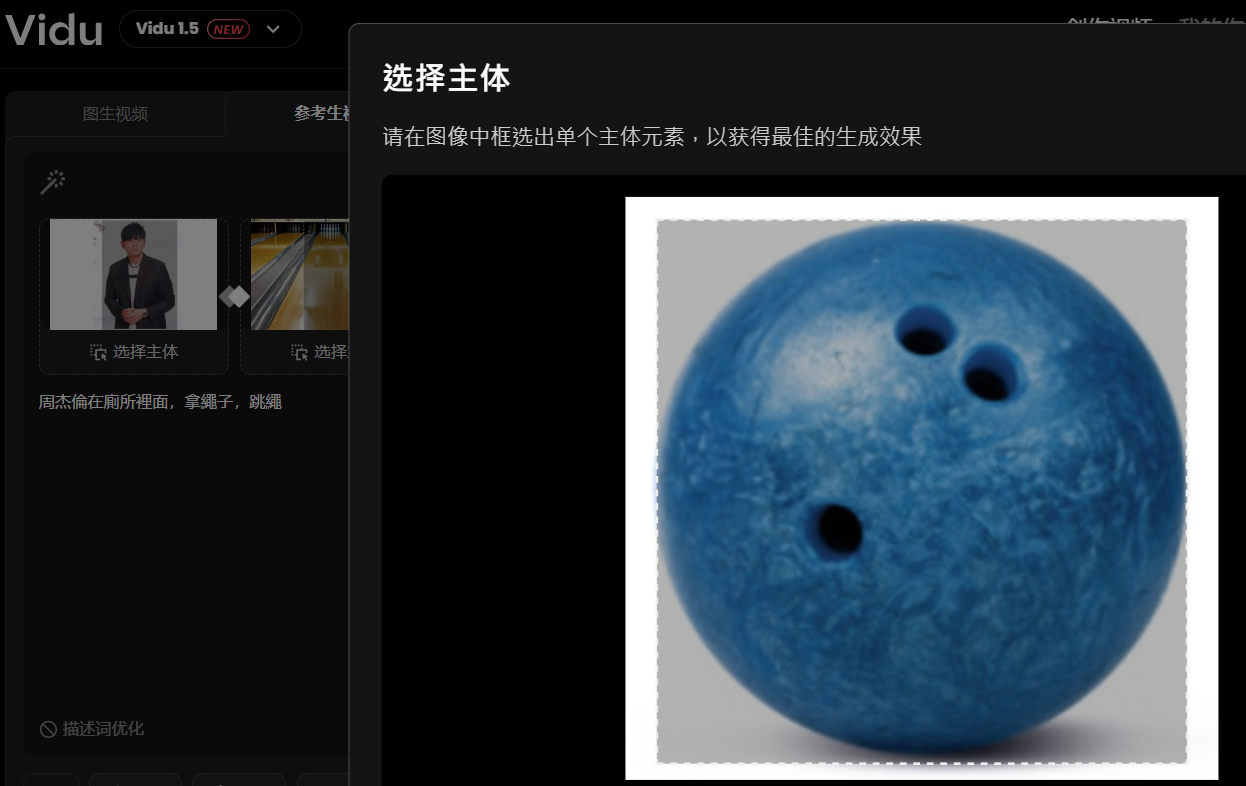 Vidu
Vidu 1.5 NEW
选择主体
请在图像中框选出单个主体元素，以获得最佳的生成效果
图生视频
参考生
选择主体
选择
周杰倫在廁所裡面，拿繩子，跳繩
描述词优化